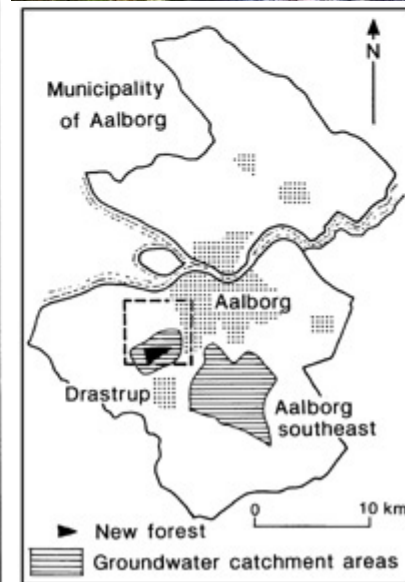 N
Municipality
of Aalborg
Aalborg
Drastrup
Aalborg
southeast
0 10 km
New forest
Groundwater catchment areas